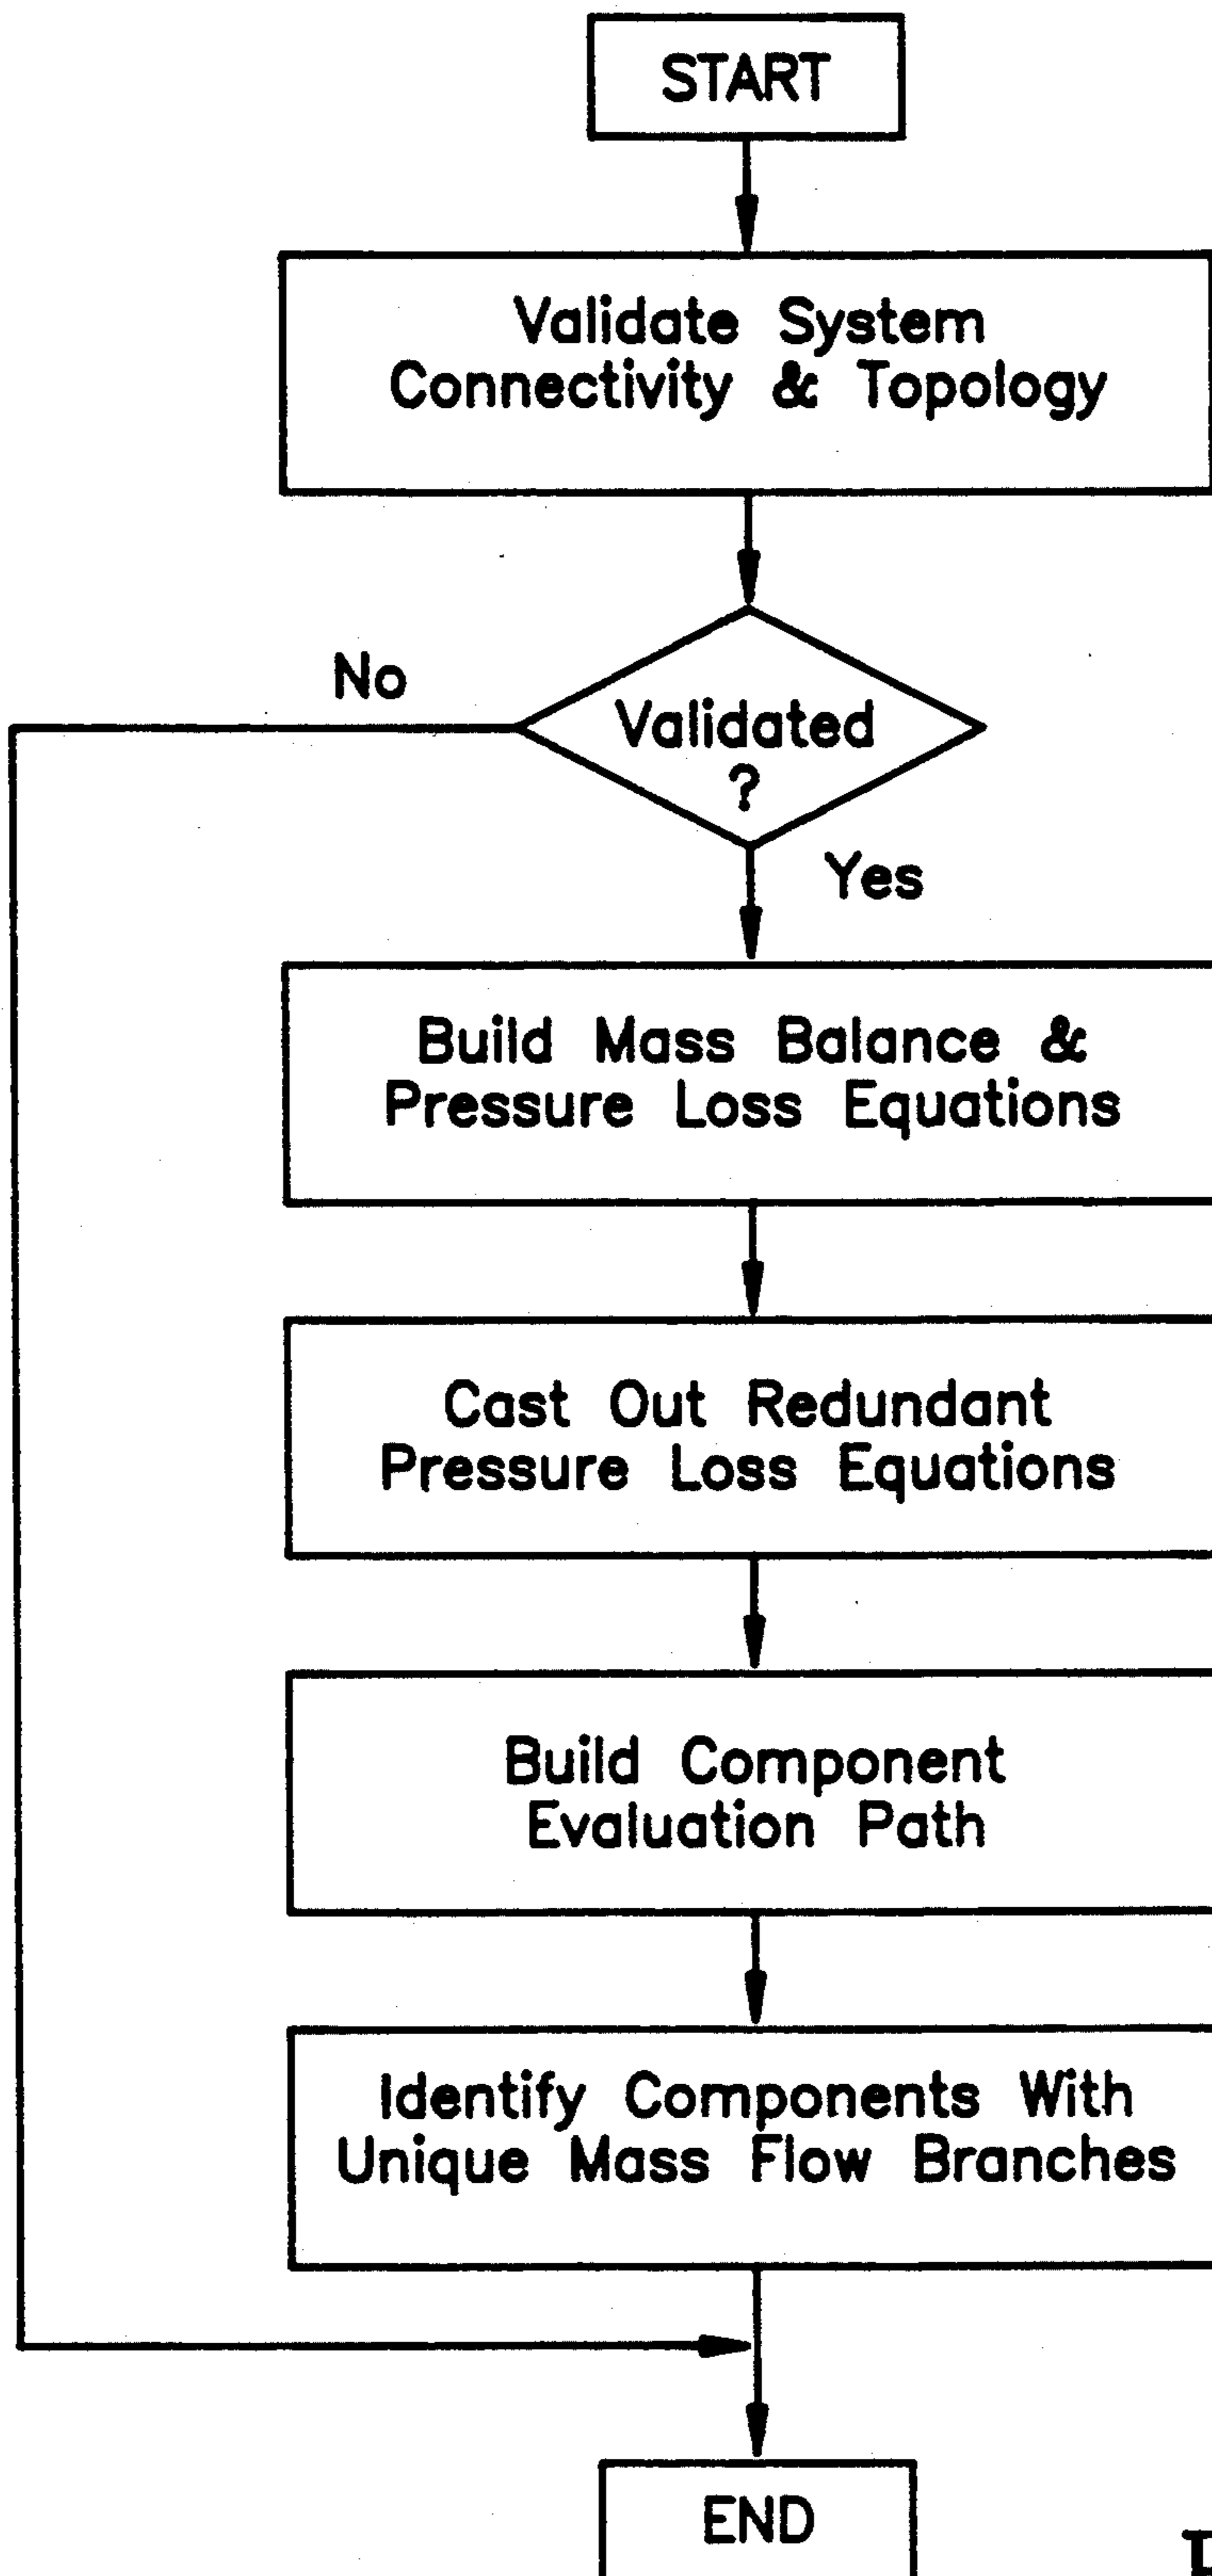 START
Validate System
Connectivity & Topology
No
Validated
?
Yes
Build Mass Balance &
Pressure Loss Equations
Cast Out Redundant
Pressure Loss Equations
Build Component
Evaluation Path
Identify Components With
Unique Mass Flow Branches
END